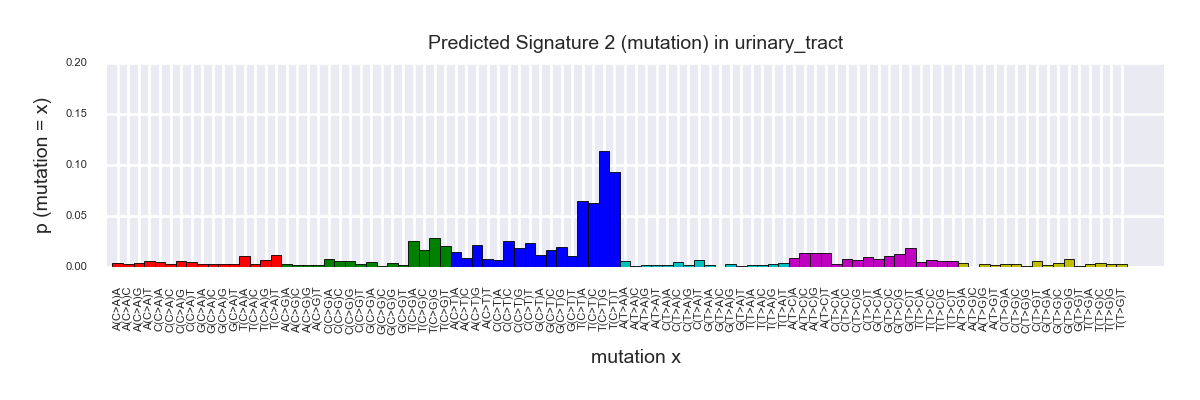 Predicted Signature 2 (mutation) in urinary_tract
p (mutation = x)
0.20
0.15
0.10
0.05
0.00
A(C>A)A
A(C>A)C
A(C>A)G
A(C>A)T
C(C>A)A
C(C>A)C
C(C>A)G
C(C>A)T
G(C>A)A
G(C>A)C
G(C>A)G
G(C>A)T
T(C>A)A
T(C>A)C
T(C>A)G
T(C>A)T
A(C>G)A
A(C>G)C
A(C>G)G
A(C>G)T
C(C>G)A
C(C>G)C
C(C>G)G
C(C>G)T
G(C>G)A
G(C>G)C
G(C>G)G
G(C>G)T
T(C>G)A
T(C>G)C
T(C>G)G
T(C>G)T
A(C>T)A
A(C>T)C
A(C>T)G
A(C>T)T
C(C>T)A
C(C>T)C
C(C>T)G
C(C>T)T
G(C>T)A
G(C>T)C
G(C>T)G
G(C>T)T
T(C>T)A
T(C>T)C
T(C>T)G
T(C>T)T
A(T>A)A
A(T>A)C
A(T>A)G
A(T>A)T
C(T>A)A
C(T>A)C
C(T>A)G
C(T>A)T
G(T>A)A
G(T>A)C
G(T>A)G
G(T>A)T
T(T>A)A
T(T>A)C
T(T>A)G
T(T>A)T
A(T>C)A
A(T>C)C
A(T>C)G
A(T>C)T
C(T>C)A
C(T>C)C
C(T>C)G
C(T>C)T
G(T>C)A
G(T>C)C
G(T>C)G
G(T>C)T
T(T>C)A
T(T>C)C
T(T>C)G
T(T>C)T
A(T>G)A
A(T>G)C
A(T>G)G
A(T>G)T
C(T>G)A
C(T>G)C
C(T>G)G
C(T>G)T
G(T>G)A
G(T>G)C
G(T>G)G
G(T>G)T
T(T>G)A
T(T>G)C
T(T>G)G
T(T>G)T
mutation x